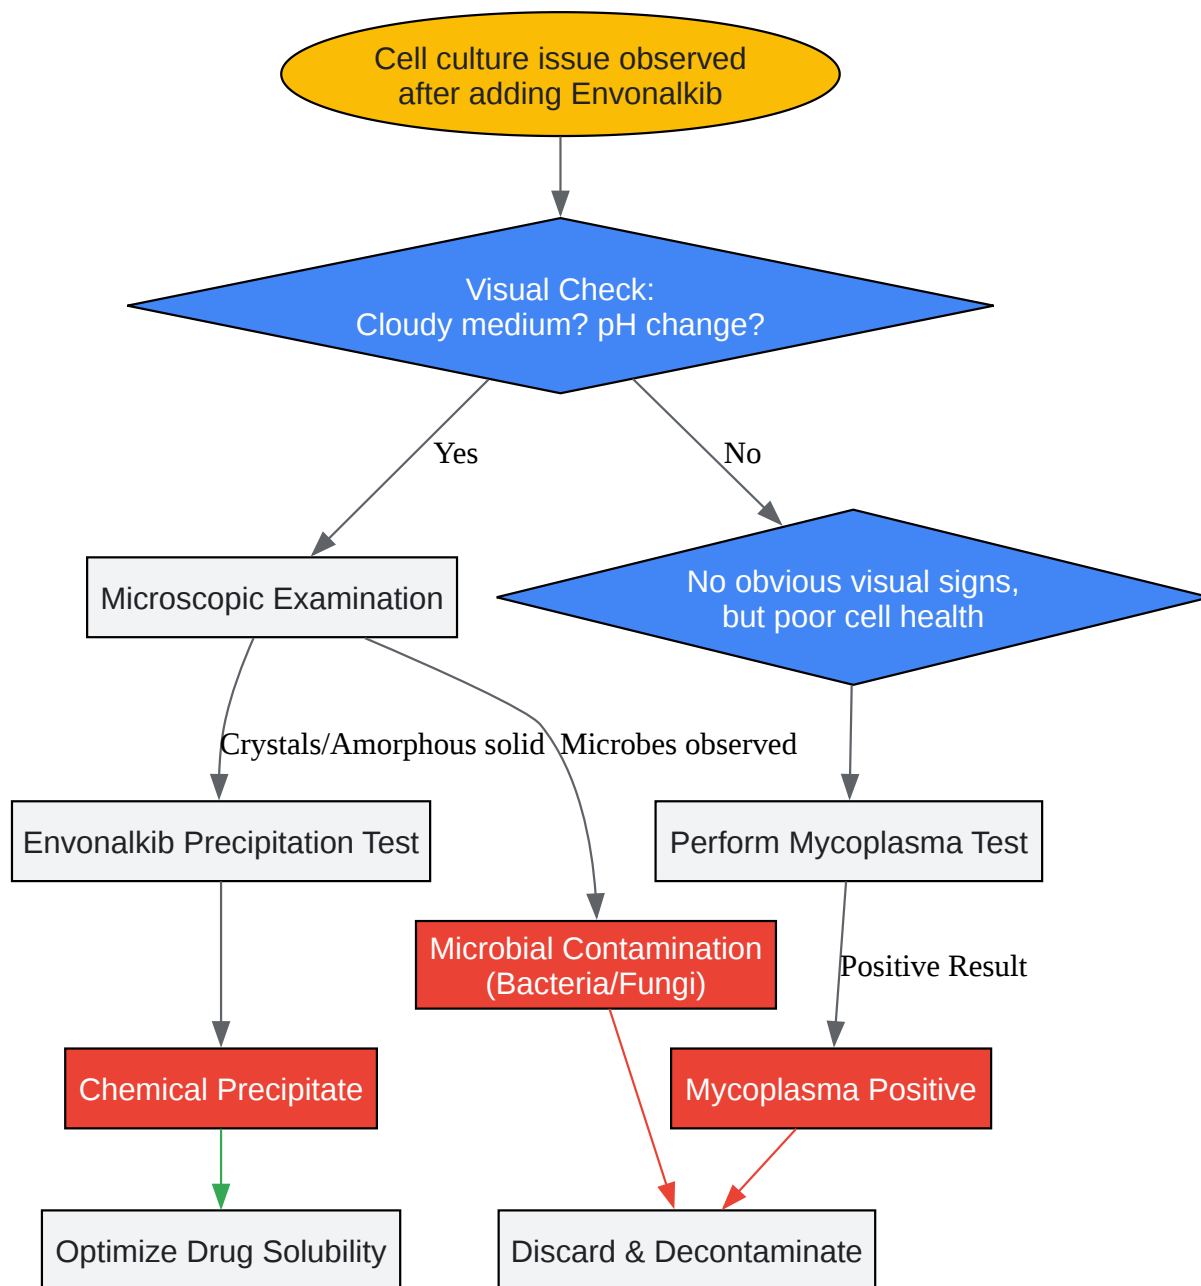 Cell culture issue observed
after adding Envonalkib
Visual Check:
Cloudy medium? pH change?
Yes
No
Microscopic Examination
No obvious visual signs,
but poor cell health
Crystals/Amorphous solid
Microbes observed
Envonalkib Precipitation Test
Perform Mycoplasma Test
Microbial Contamination
(Bacteria/Fungi)
Positive Result
Chemical Precipitate
Mycoplasma Positive
Optimize Drug Solubility
Discard & Decontaminate